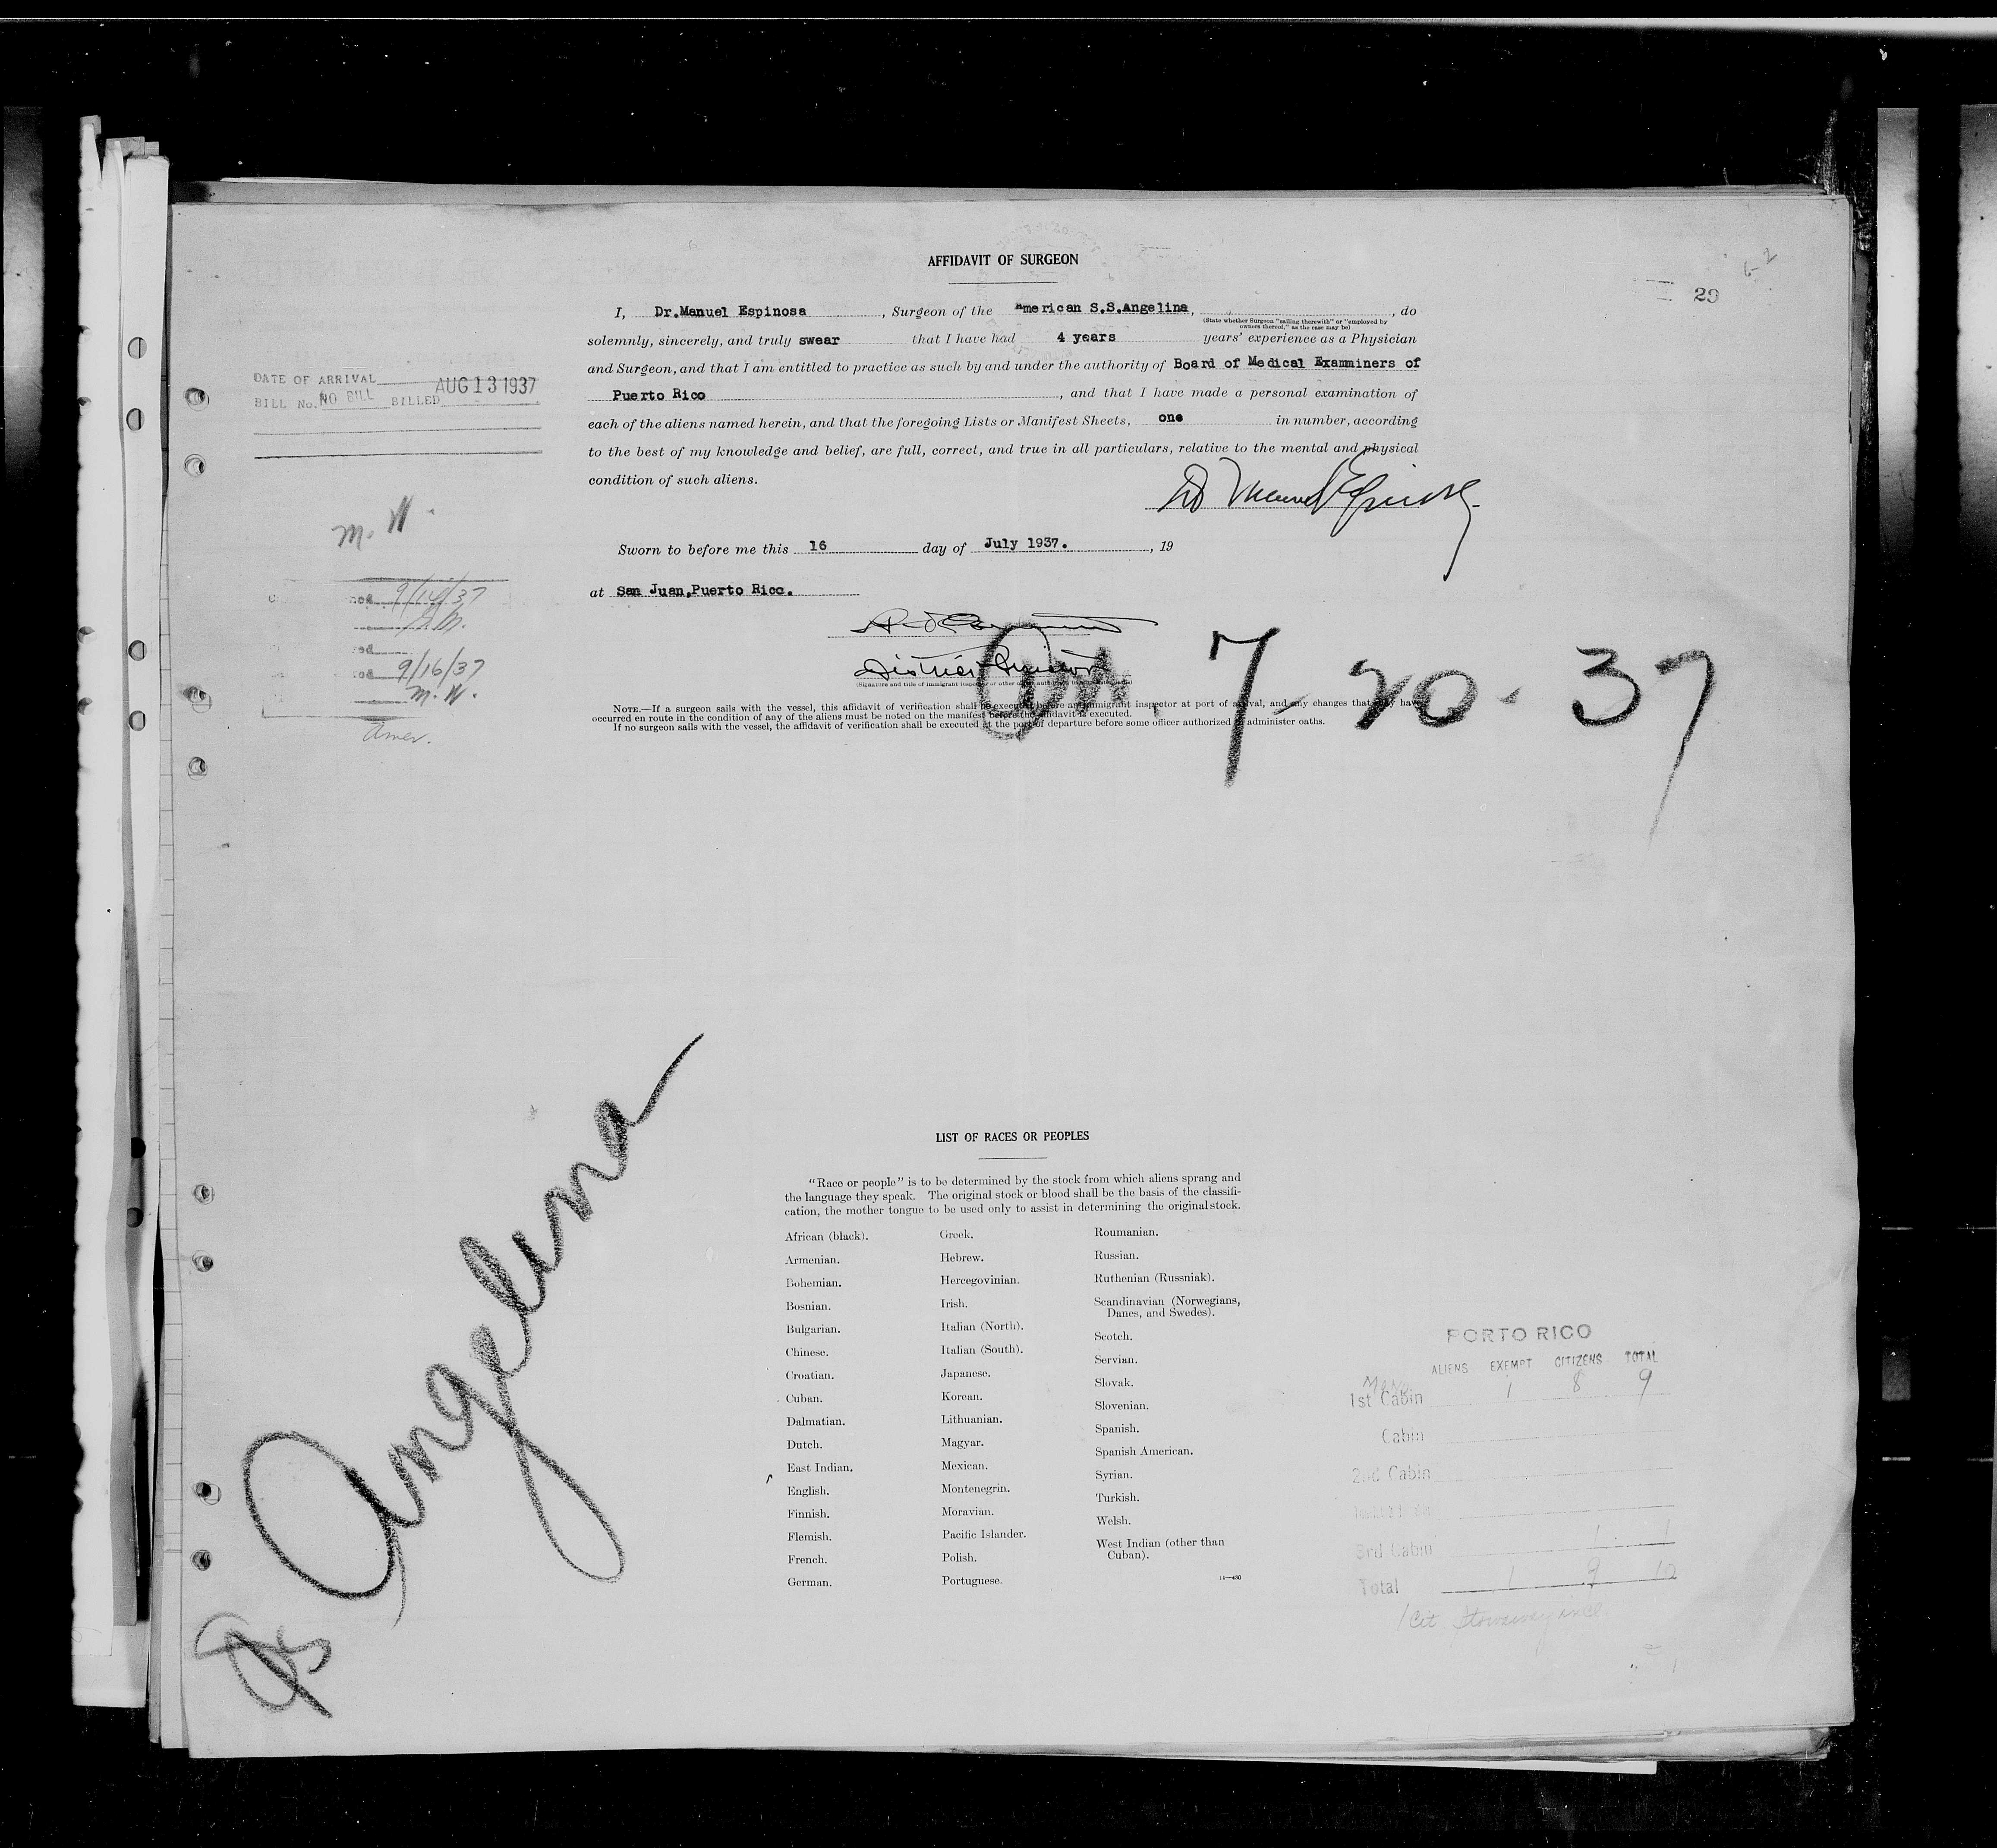 AFFIDAVIT OF SURGEON
29
I, Dr.Manuel Espinosa, Surgeon of the American S.S.Angelina, , do
(State whether Surgeon "sailing therewith" or "employed by
owners thereof," as the case may be)
solemnly, sincerely, and truly swear that I have had 4 years years' experience as a Physician
and Surgeon, and that I am entitled to practice as such by and under the authority of Board of Medical Examminers of
Puerto Rico, and that I have made a personal examination of
each of the aliens named herein, and that the foregoing Lists or Manifest Sheets, one in number, according
to the best of my knowledge and belief, are full, correct, and true in all particulars, relative to the mental and physical
condition of such aliens.
DATE OF ARRIVAL AUG 13 1937
BILL No. NO BILL BILLED
M. W.
9/14/37
9/16/37
M. W.
Amer.
Sworn to before me this 16 day of July 1937. , 19
at San Juan,Puerto Rico.
7-20-37
NOTE.—If a surgeon sails with the vessel, this affidavit of verification shall be executed before an immigrant inspector at port of arrival, and any changes that may have
occurred en route in the condition of any of the aliens must be noted on the manifest before the affidavit is executed.
If no surgeon sails with the vessel, the affidavit of verification shall be executed at the port of departure before some officer authorized to administer oaths.
Angelina
LIST OF RACES OR PEOPLES
"Race or people" is to be determined by the stock from which aliens sprang and
the language they speak. The original stock or blood shall be the basis of the classifi-
cation, the mother tongue to be used only to assist in determining the original stock.
African (black).
Armenian.
Bohemian.
Bosnian.
Bulgarian.
Chinese.
Croatian.
Cuban.
Dalmatian.
Dutch.
East Indian.
English.
Finnish.
Flemish.
French.
German.
Greek.
Hebrew.
Hercegovinian.
Irish.
Italian (North).
Italian (South).
Japanese.
Korean.
Lithuanian.
Magyar.
Mexican.
Montenegrin.
Moravian.
Pacific Islander.
Polish.
Portuguese.
Roumanian.
Russian.
Ruthenian (Russniak).
Scandinavian (Norwegians,
Danes, and Swedes).
Scotch.
Servian.
Slovak.
Slovenian.
Spanish.
Spanish American.
Syrian.
Turkish.
Welsh.
West Indian (other than
Cuban).
14—430
PORTO RICO
ALIENS EXEMPT CITIZENS TOTAL
1st Cabin 1 8 9
Cabin
2nd Cabin
3rd Cabin 1 1
Total 1 9 10
1 Cit Stowaway incl